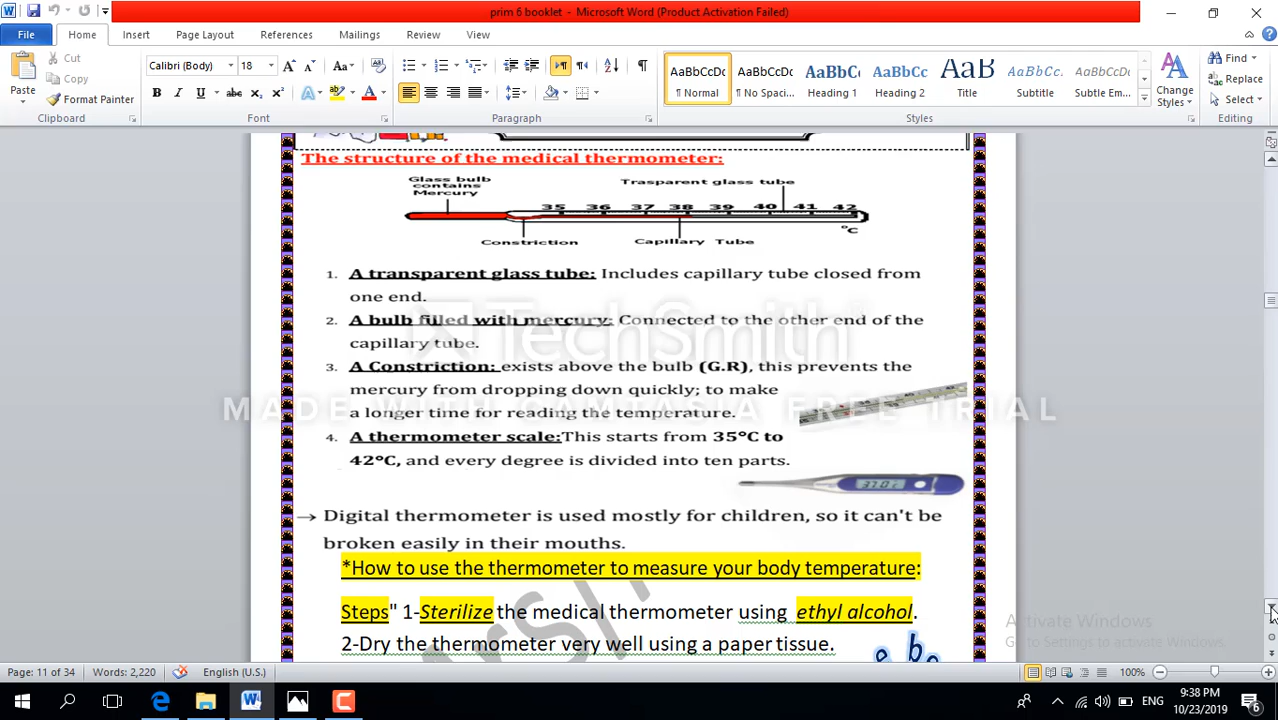 prim 6 booklet - Microsoft Word (Product Activation Failed)
File Home Insert Page Layout References Mailings Review View
Paste
Cut
Copy
Format Painter
Clipboard
Calibri (Body) 18
Font
Paragraph
AaBbCcDc AaBbCcDc AaBbCc AaBbCc AaB AaBbCc. AaBbCcDc
¶ Normal ¶ No Spaci... Heading 1 Heading 2 Title Subtitle Subtle Em...
Change Styles
Styles
Find
Replace
Select
Editing
The structure of the medical thermometer:
Glass bulb
contains
Mercury
Trasparent glass tube
35 36 37 38 39 40 41 42
°C
Constriction Capillary Tube
1. A transparent glass tube: Includes capillary tube closed from
one end.
2. A bulb filled with mercury: Connected to the other end of the
capillary tube.
3. A Constriction: exists above the bulb (G.R), this prevents the
mercury from dropping down quickly; to make
a longer time for reading the temperature.
4. A thermometer scale:This starts from 35°C to
42°C, and every degree is divided into ten parts.
TechSmith
MADE WITH CAMTASIA FREE TRIAL
37.0
→ Digital thermometer is used mostly for children, so it can't be
broken easily in their mouths.
*How to use the thermometer to measure your body temperature:
Steps" 1-Sterilize the medical thermometer using ethyl alcohol.
2-Dry the thermometer very well using a paper tissue.
Activate Windows
Go to Settings to activate Windows.
Page: 11 of 34 Words: 2,220 English (U.S.) 100%
ENG 9:38 PM
10/23/2019
6